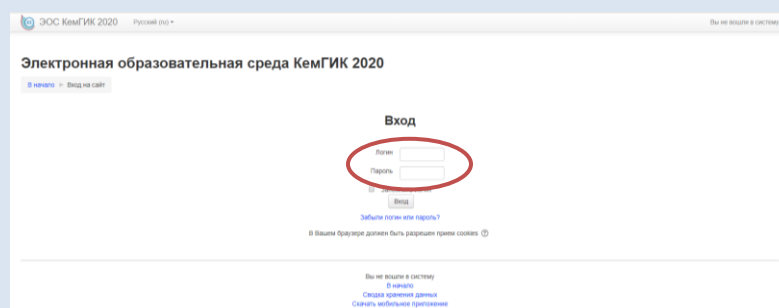 ЭОС КемГИК 2020 Русский (ru)
Вы не вошли в систему
Электронная образовательная среда КемГИК 2020
В начало Вход на сайт
Вход
Логин
Пароль
Вход
Забыли логин или пароль?
В Вашем браузере должен быть разрешен прием cookies
Вы не вошли в систему
В начало
Сводка хранения данных
Скачать мобильное приложение